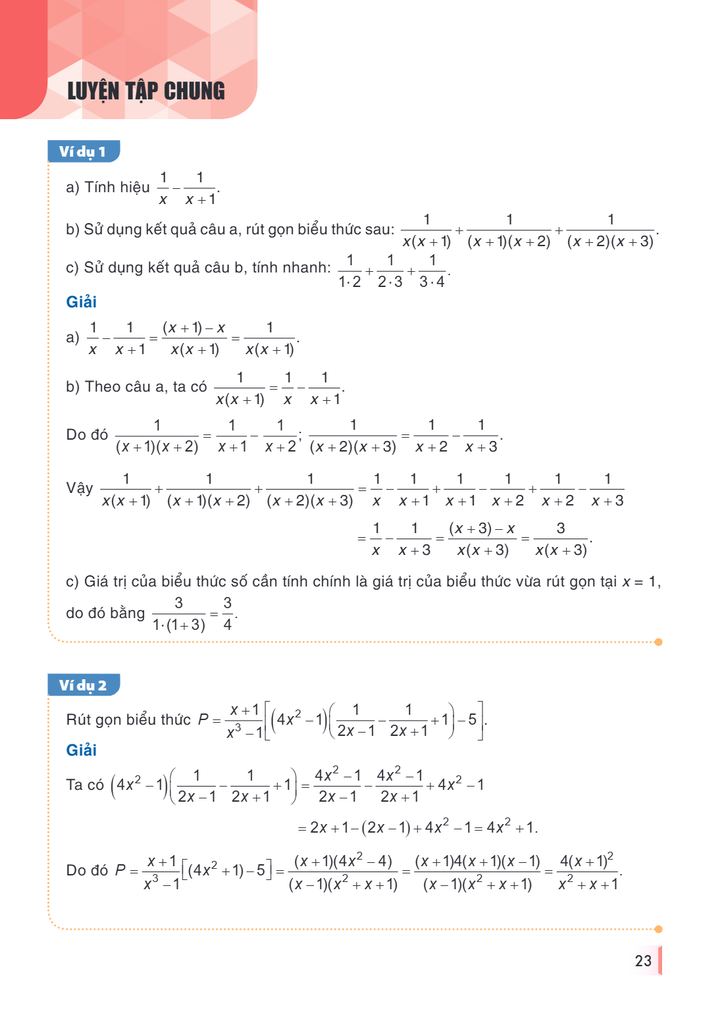 LUYỆN TẬP CHUNG
Ví dụ 1
a) Tính hiệu 1/x − 1/(x + 1).
b) Sử dụng kết quả câu a, rút gọn biểu thức sau: 1/(x(x + 1)) + 1/((x + 1)(x + 2)) + 1/((x + 2)(x + 3)).
c) Sử dụng kết quả câu b, tính nhanh: 1/(1·2) + 1/(2·3) + 1/(3·4).
Giải
a) 1/x − 1/(x + 1) = ((x + 1) − x)/(x(x + 1)) = 1/(x(x + 1)).
b) Theo câu a, ta có 1/(x(x + 1)) = 1/x − 1/(x + 1).
Do đó 1/((x + 1)(x + 2)) = 1/(x + 1) − 1/(x + 2); 1/((x + 2)(x + 3)) = 1/(x + 2) − 1/(x + 3).
Vậy 1/(x(x + 1)) + 1/((x + 1)(x + 2)) + 1/((x + 2)(x + 3)) = 1/x − 1/(x + 1) + 1/(x + 1) − 1/(x + 2) + 1/(x + 2) − 1/(x + 3)
= 1/x − 1/(x + 3) = ((x + 3) − x)/(x(x + 3)) = 3/(x(x + 3)).
c) Giá trị của biểu thức số cần tính chính là giá trị của biểu thức vừa rút gọn tại x = 1,
do đó bằng 3/(1·(1 + 3)) = 3/4.
Ví dụ 2
Rút gọn biểu thức P = (x + 1)/(x³ − 1) [(4x² − 1)(1/(2x − 1) − 1/(2x + 1) + 1) − 5].
Giải
Ta có (4x² − 1)(1/(2x − 1) − 1/(2x + 1) + 1) = (4x² − 1)/(2x − 1) − (4x² − 1)/(2x + 1) + 4x² − 1
= 2x + 1 − (2x − 1) + 4x² − 1 = 4x² + 1.
Do đó P = (x + 1)/(x³ − 1) [(4x² + 1) − 5] = ((x + 1)(4x² − 4))/((x − 1)(x² + x + 1)) = ((x + 1)4(x + 1)(x − 1))/((x − 1)(x² + x + 1)) = (4(x + 1)²)/(x² + x + 1).
23